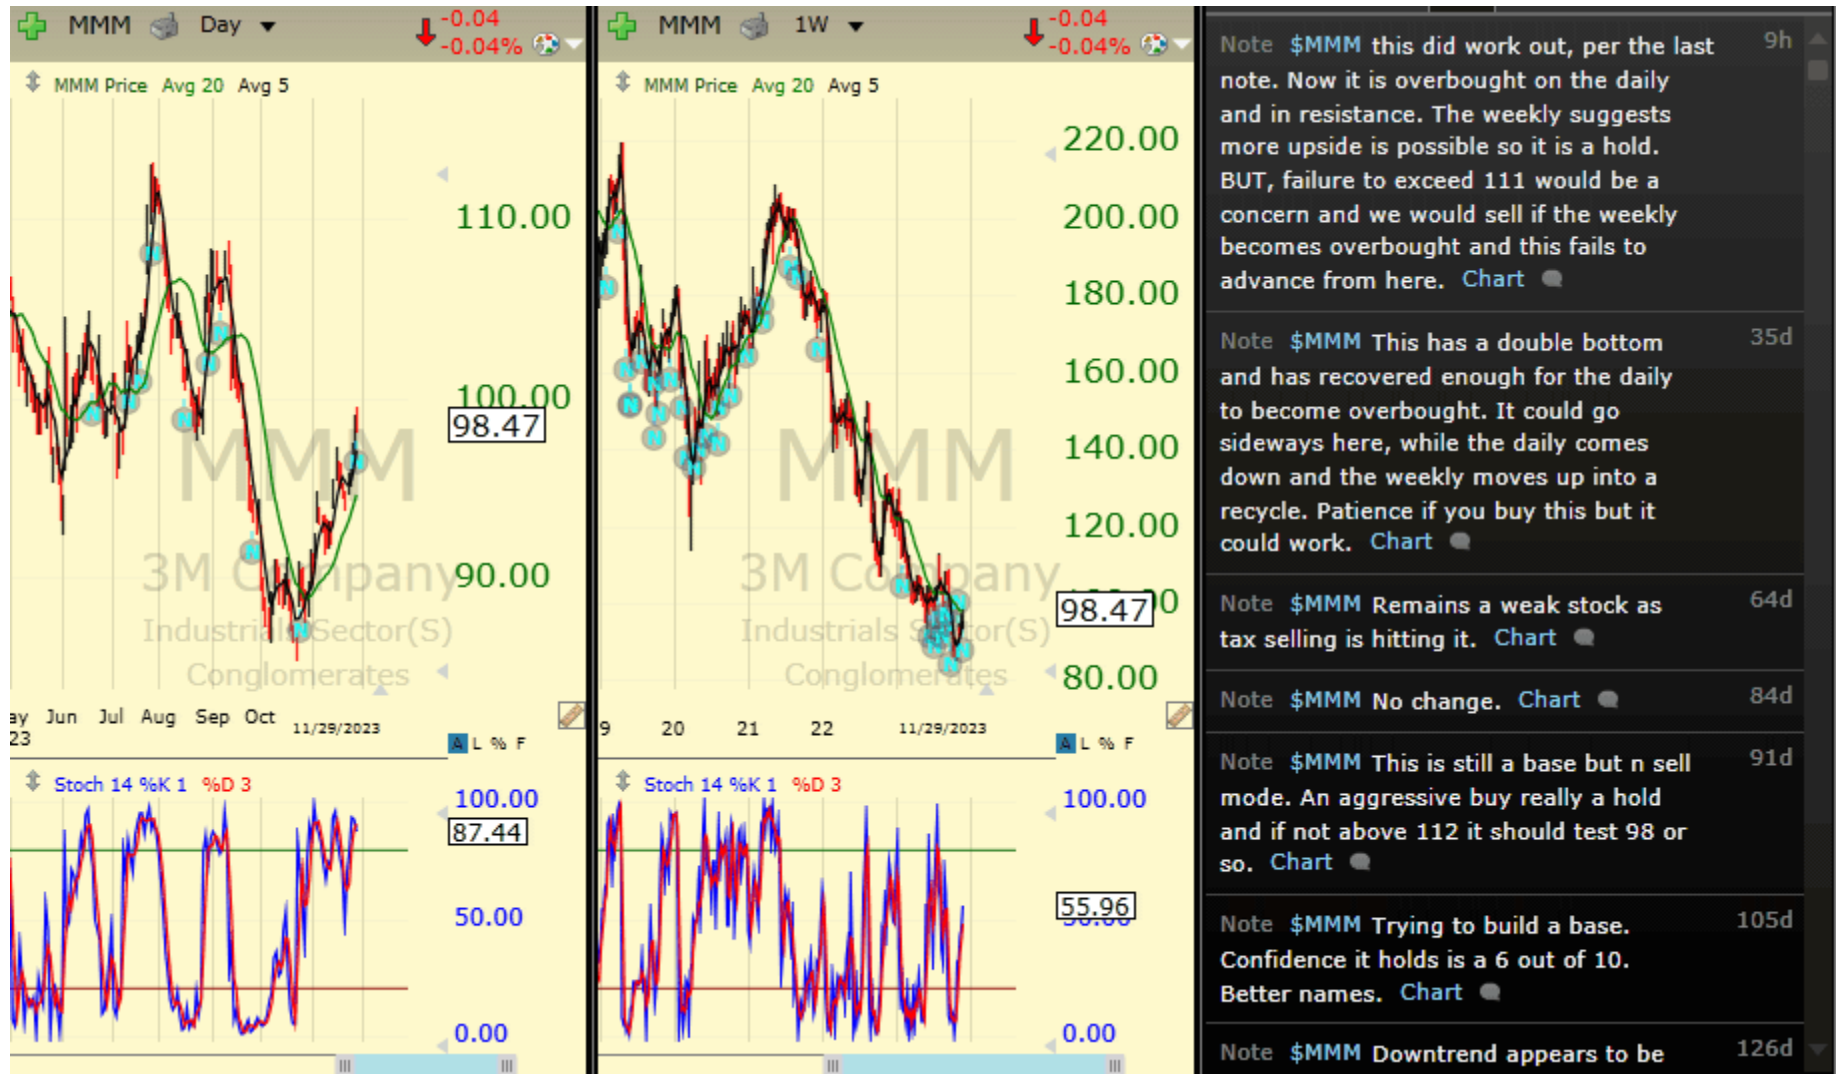 MMM Day
-0.04
-0.04%
MMM Price Avg 20 Avg 5
110.00
100.00
98.47
90.00
MMM
3M Company
Industrials Sector(S)
Conglomerates
ay Jun Jul Aug Sep Oct 11/29/2023
23
A L % F
Stoch 14 %K 1 %D 3
100.00
87.44
50.00
0.00
MMM 1W
-0.04
-0.04%
MMM Price Avg 20 Avg 5
220.00
200.00
180.00
160.00
140.00
120.00
98.47
80.00
MMM
3M Company
Industrials Sector(S)
Conglomerates
9 20 21 22 11/29/2023
A L % F
Stoch 14 %K 1 %D 3
100.00
55.96
0.00
Note $MMM this did work out, per the last 9h
note. Now it is overbought on the daily
and in resistance. The weekly suggests
more upside is possible so it is a hold.
BUT, failure to exceed 111 would be a
concern and we would sell if the weekly
becomes overbought and this fails to
advance from here. Chart
Note $MMM This has a double bottom 35d
and has recovered enough for the daily
to become overbought. It could go
sideways here, while the daily comes
down and the weekly moves up into a
recycle. Patience if you buy this but it
could work. Chart
Note $MMM Remains a weak stock as 64d
tax selling is hitting it. Chart
Note $MMM No change. Chart 84d
Note $MMM This is still a base but n sell 91d
mode. An aggressive buy really a hold
and if not above 112 it should test 98 or
so. Chart
Note $MMM Trying to build a base. 105d
Confidence it holds is a 6 out of 10.
Better names. Chart
Note $MMM Downtrend appears to be 126d